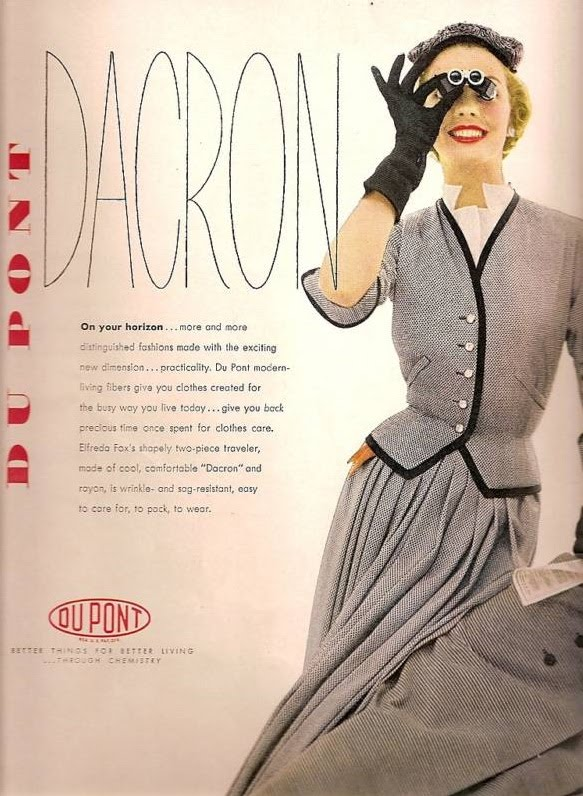 DU PONT
DACRON
On your horizon...more and more
distinguished fashions made with the exciting
new dimension...practicality. Du Pont modern-
living fibers give you clothes created for
the busy way you live today...give you back
precious time once spent for clothes care.
Elfreda Fox's shapely two-piece traveler,
made of cool, comfortable "Dacron" and
rayon, is wrinkle- and sag-resistant, easy
to care for, to pack, to wear.
DU PONT
REG. U.S. PAT. OFF.
BETTER THINGS FOR BETTER LIVING
...THROUGH CHEMISTRY